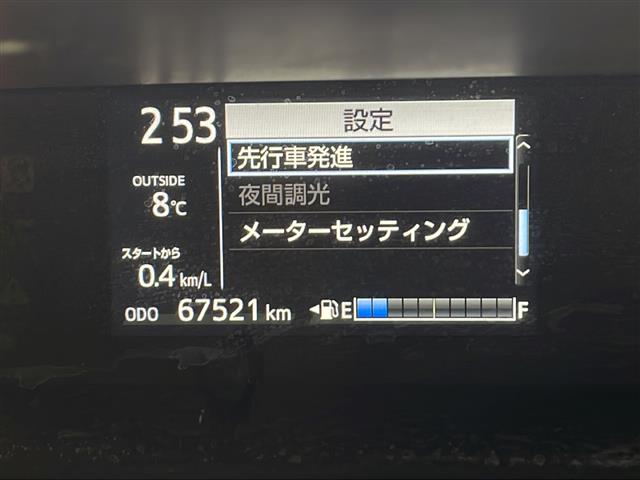 2 53
設定
先行車発進
夜間調光
メーターセッティング
OUTSIDE
8℃
スタートから
0.4 km/L
ODO 67521 km
E F